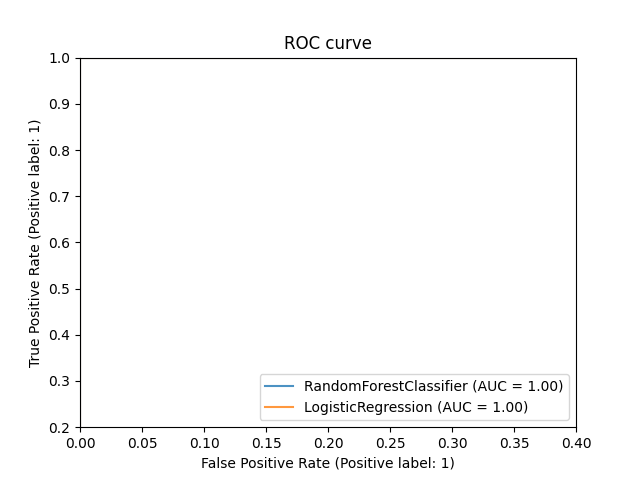 ROC curve
True Positive Rate (Positive label: 1)
1.0
0.9
0.8
0.7
0.6
0.5
0.4
0.3
0.2
RandomForestClassifier (AUC = 1.00)
LogisticRegression (AUC = 1.00)
0.00 0.05 0.10 0.15 0.20 0.25 0.30 0.35 0.40
False Positive Rate (Positive label: 1)